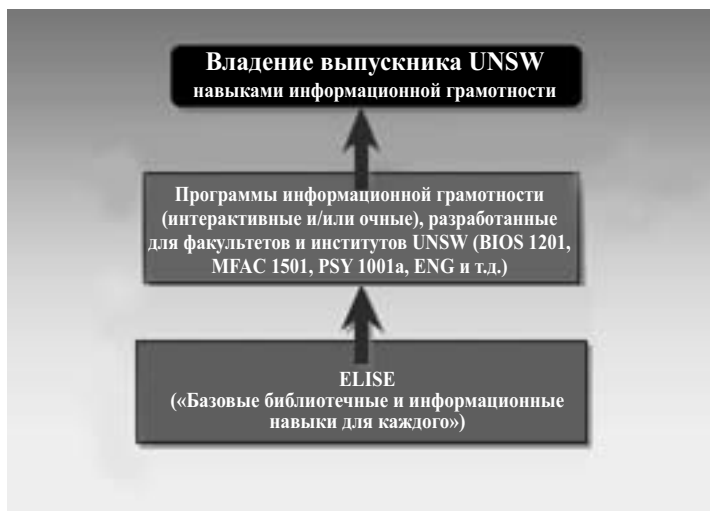 Владение выпускника UNSW
навыками информационной грамотности
Программы информационной грамотности
(интерактивные и/или очные), разработанные
для факультетов и институтов UNSW (BIOS 1201,
MFAC 1501, PSY 1001a, ENG и т.д.)
ELISE
(«Базовые библиотечные и информационные
навыки для каждого»)